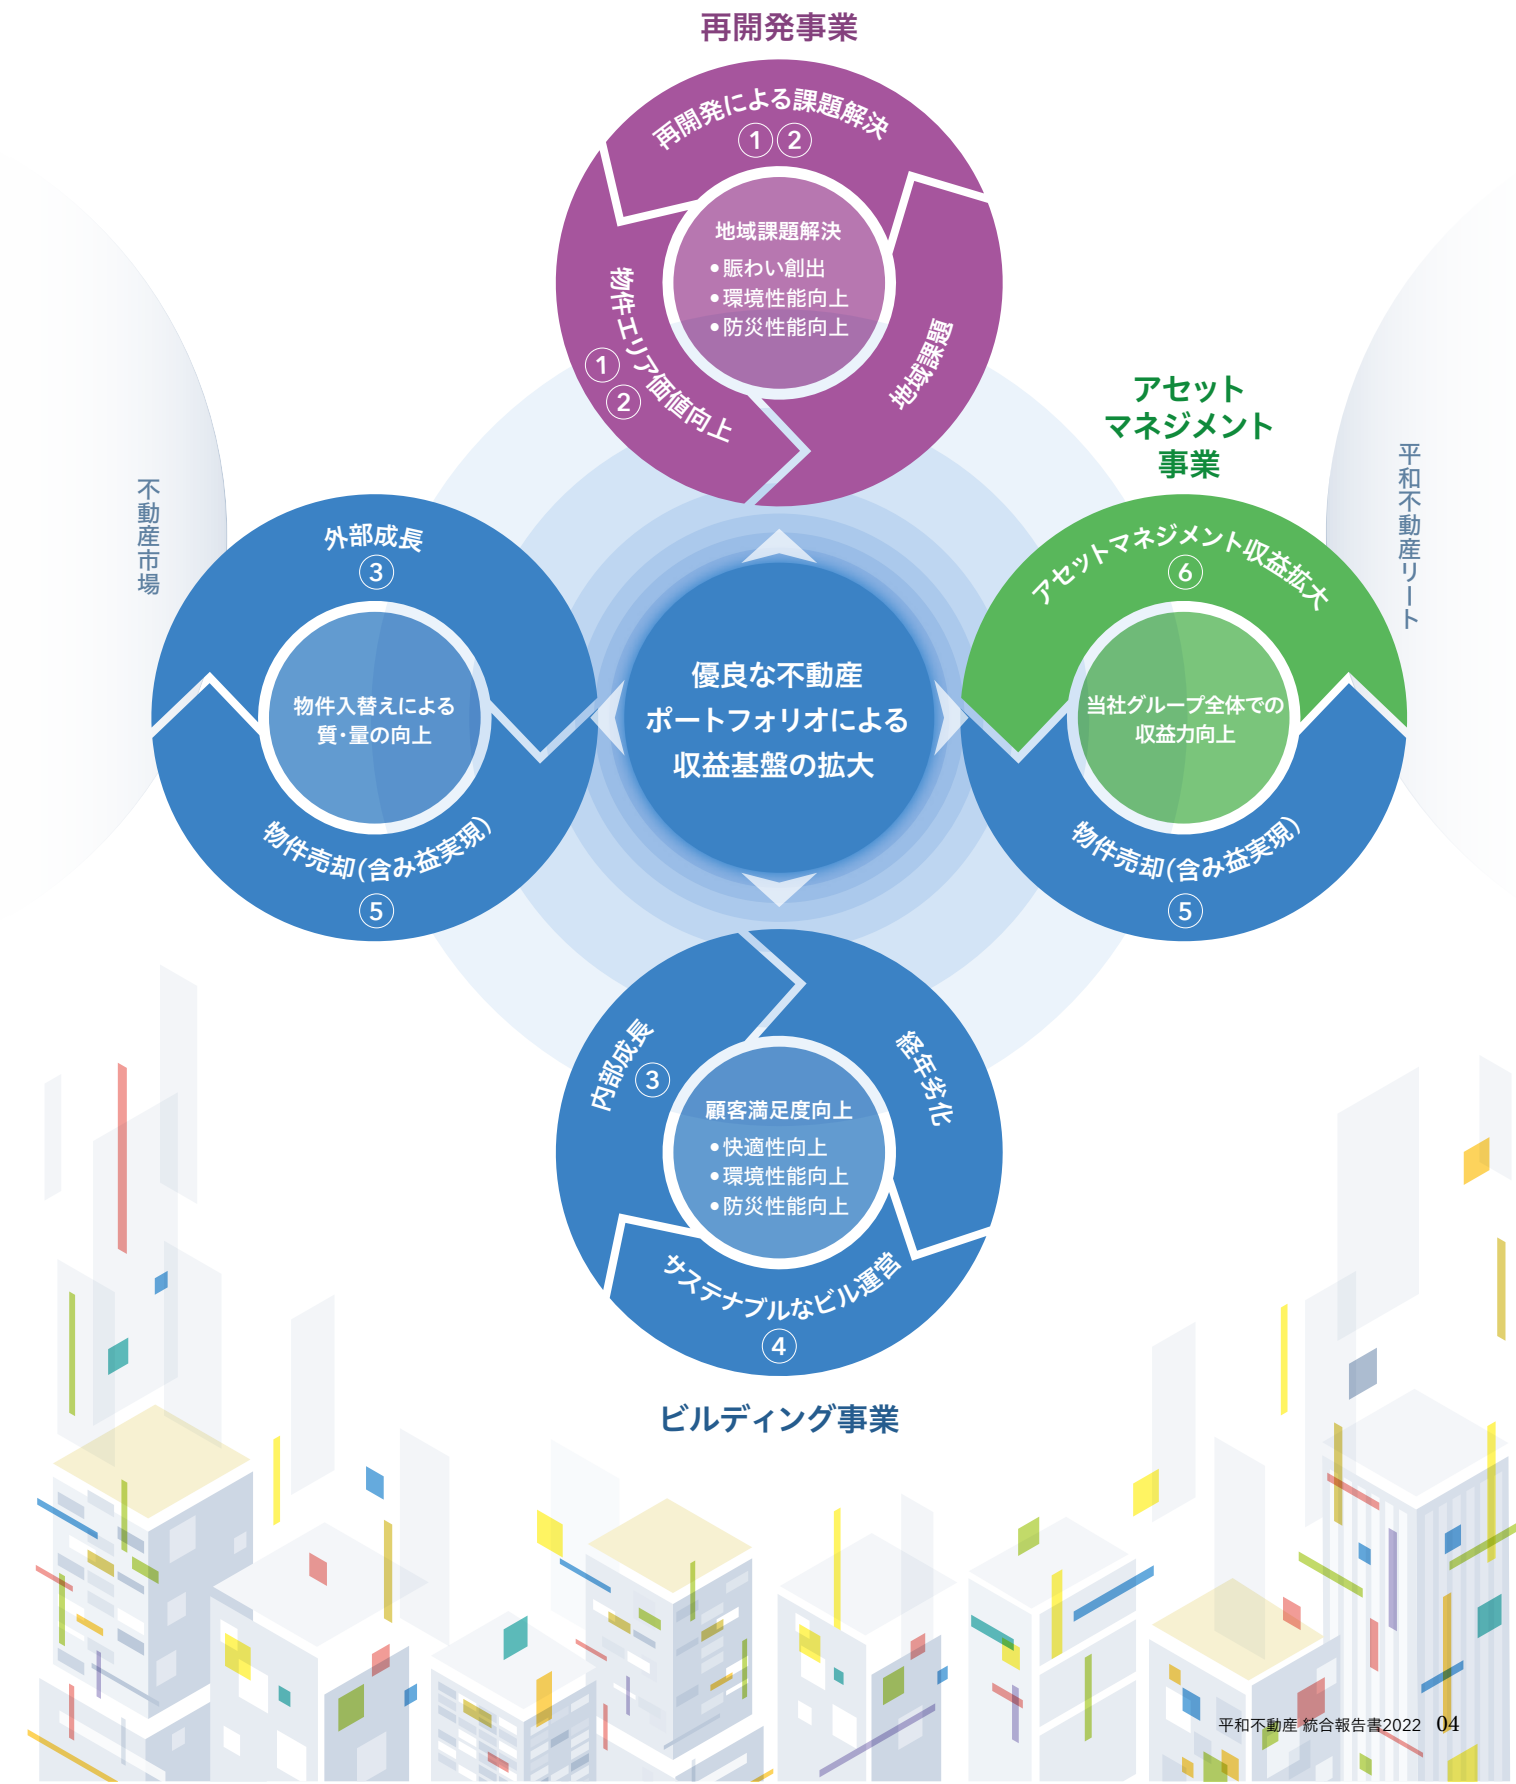 再開発事業
再開発による課題解決
①②
地域課題解決
•賑わい創出
•環境性能向上
•防災性能向上
物件エリア価値向上
①
②
地域課題
アセット
マネジメント
事業
不動産市場
平和不動産リート
外部成長
③
物件入替えによる
質・量の向上
物件売却(含み益実現)
⑤
優良な不動産
ポートフォリオによる
収益基盤の拡大
アセットマネジメント収益拡大
⑥
当社グループ全体での
収益力向上
物件売却(含み益実現)
⑤
内部成長
③
経年劣化
顧客満足度向上
•快適性向上
•環境性能向上
•防災性能向上
サステナブルなビル運営
④
ビルディング事業
平和不動産 統合報告書2022 04